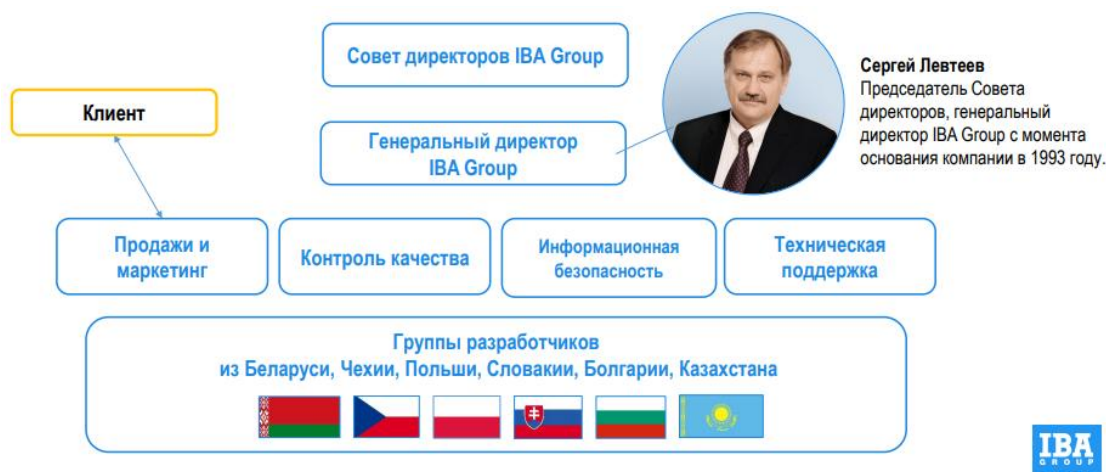 Совет директоров IBA Group
Клиент
Генеральный директор
IBA Group
Сергей Левтеев
Председатель Совета
директоров, генеральный
директор IBA Group с момента
основания компании в 1993 году.
Продажи и
маркетинг
Контроль качества
Информационная
безопасность
Техническая
поддержка
Группы разработчиков
из Беларуси, Чехии, Польши, Словакии, Болгарии, Казахстана
IBA
GROUP